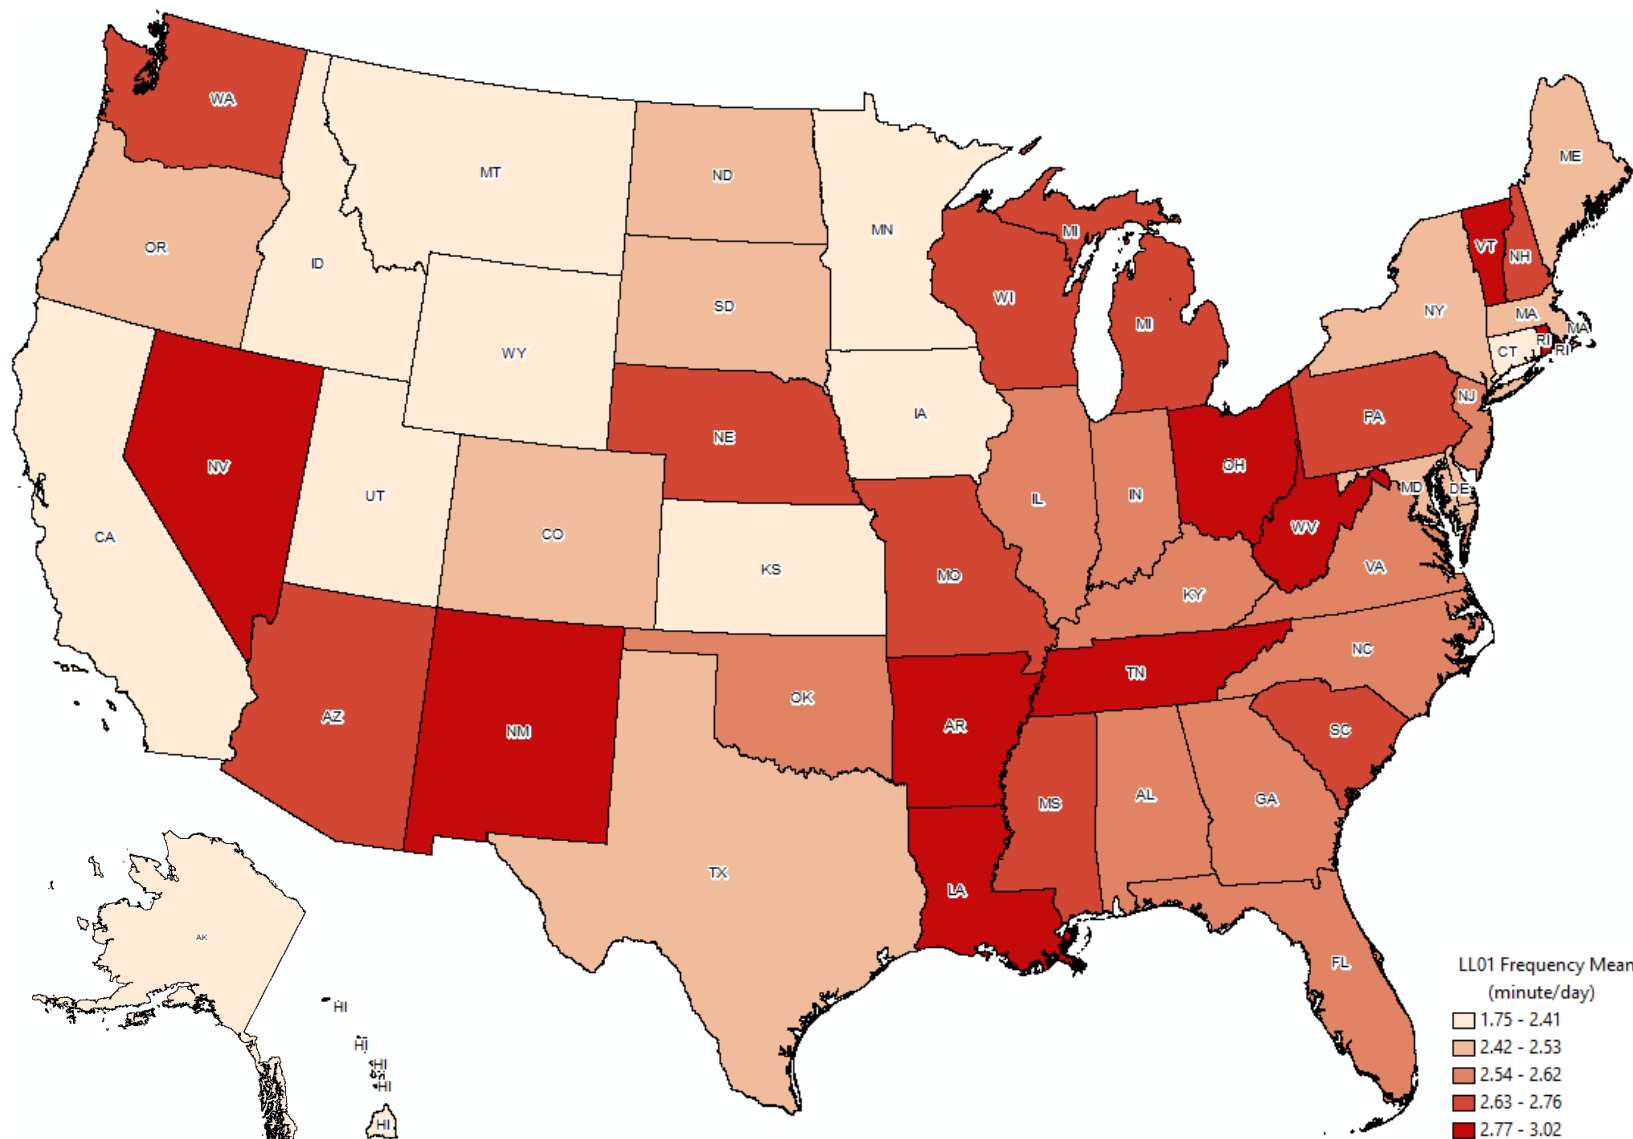 WA
MT
ND
MN
OR
ID
SD
WY
WI
MI
MI
ME
VT
NH
NY
MA
MA
CT
RI
RI
NV
UT
CA
CO
NE
IA
KS
MO
IL
IN
OH
PA
NJ
MD
DE
WV
VA
KY
NC
TN
SC
AZ
NM
OK
AR
TX
LA
MS
AL
GA
FL
AK
HI
HI
HI
HI
HI
LL01 Frequency Mean
(minute/day)
1.75 - 2.41
2.42 - 2.53
2.54 - 2.62
2.63 - 2.76
2.77 - 3.02